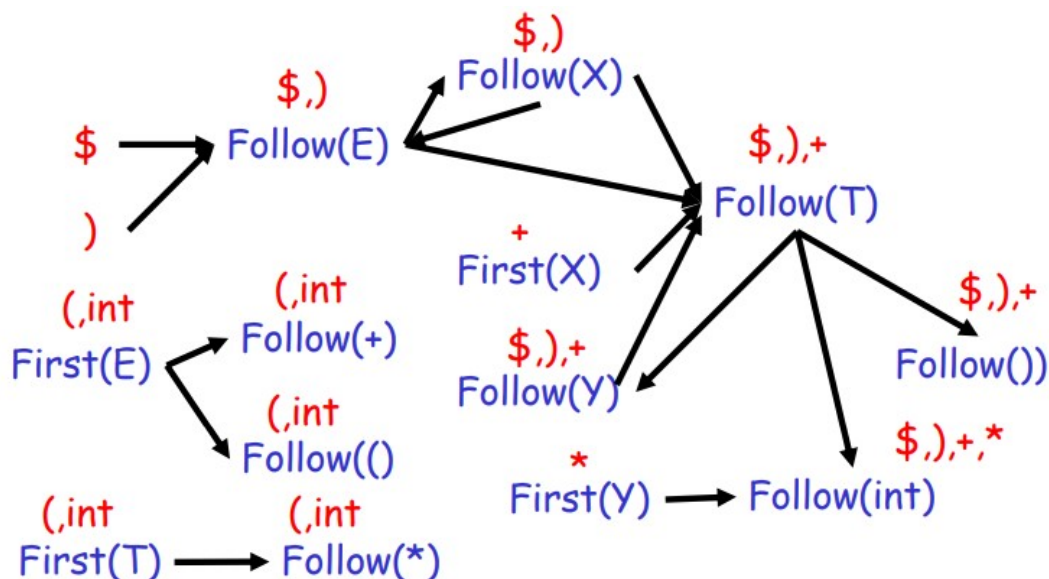 $,)
Follow(X)
$,)
$
Follow(E)
$,),+
Follow(T)
)
+
First(X)
$,),+
Follow())
(,int
First(E)
(,int
Follow(+)
$,),+
Follow(Y)
(,int
Follow(()
*
First(Y)
$,),+,*
Follow(int)
(,int
First(T)
(,int
Follow(*)